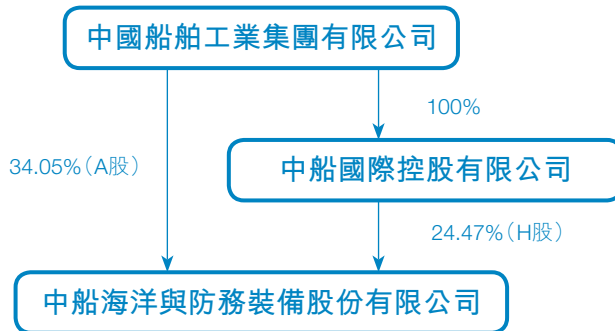 中國船舶工業集團有限公司
100%
34.05%(A股)
中船國際控股有限公司
24.47%(H股)
中船海洋與防務裝備股份有限公司